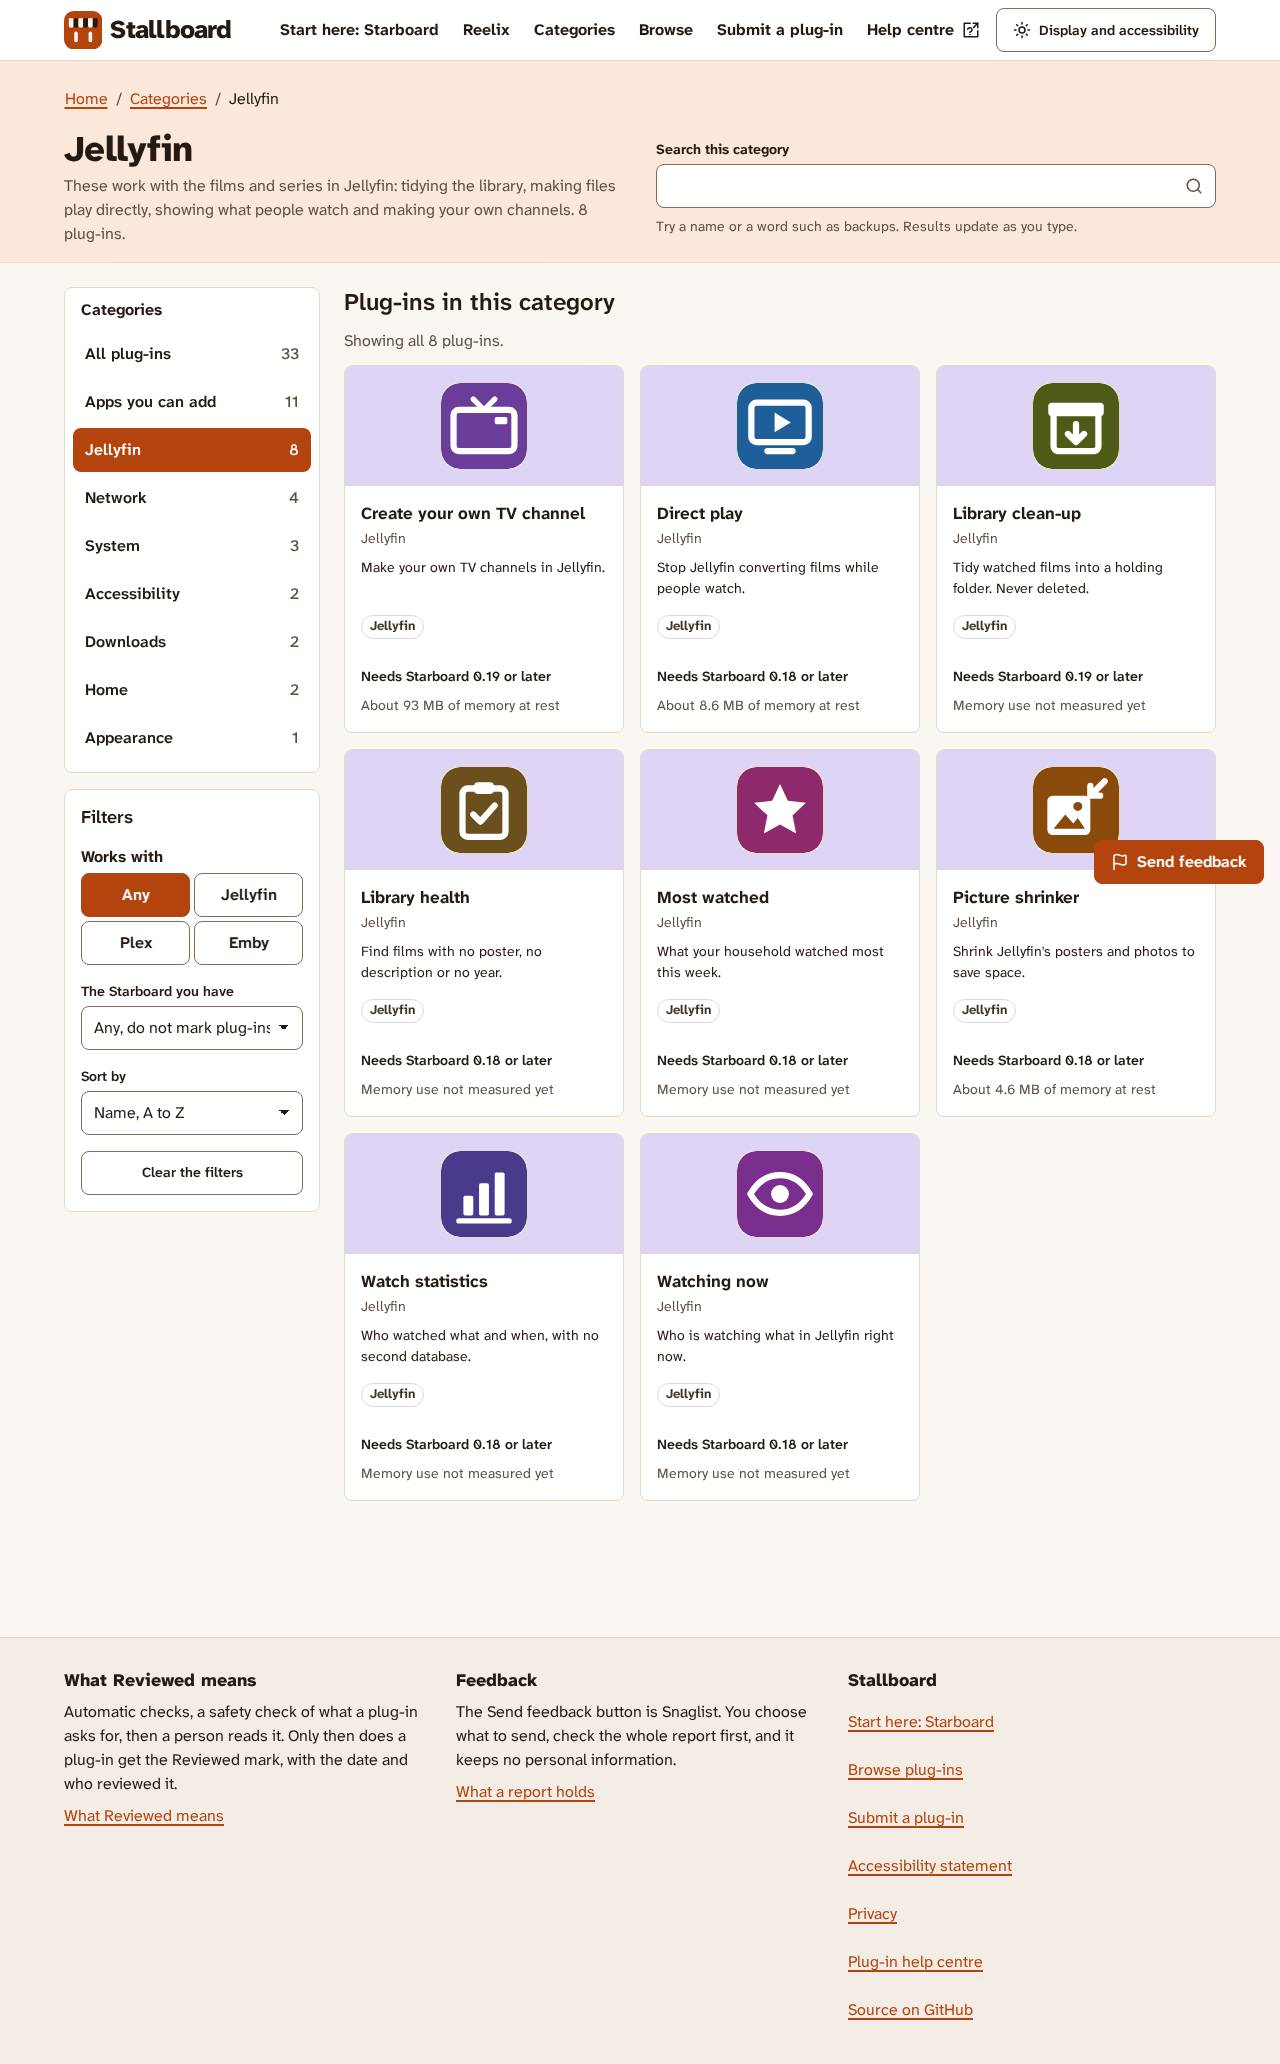 Stallboard
Start here: Starboard
Reelix
Categories
Browse
Submit a plug-in
Help centre
Display and accessibility
Home / Categories / Jellyfin
Jellyfin
These work with the films and series in Jellyfin: tidying the library, making files
play directly, showing what people watch and making your own channels. 8
plug-ins.
Search this category
Try a name or a word such as backups. Results update as you type.
Categories
All plug-ins 33
Apps you can add 11
Jellyfin 8
Network 4
System 3
Accessibility 2
Downloads 2
Home 2
Appearance 1
Filters
Works with
Any
Jellyfin
Plex
Emby
The Starboard you have
Any, do not mark plug-ins
Sort by
Name, A to Z
Clear the filters
Plug-ins in this category
Showing all 8 plug-ins.
Create your own TV channel
Jellyfin
Make your own TV channels in Jellyfin.
Jellyfin
Needs Starboard 0.19 or later
About 93 MB of memory at rest
Direct play
Jellyfin
Stop Jellyfin converting films while
people watch.
Jellyfin
Needs Starboard 0.18 or later
About 8.6 MB of memory at rest
Library clean-up
Jellyfin
Tidy watched films into a holding
folder. Never deleted.
Jellyfin
Needs Starboard 0.19 or later
Memory use not measured yet
Library health
Jellyfin
Find films with no poster, no
description or no year.
Jellyfin
Needs Starboard 0.18 or later
Memory use not measured yet
Most watched
Jellyfin
What your household watched most
this week.
Jellyfin
Needs Starboard 0.18 or later
Memory use not measured yet
Send feedback
Picture shrinker
Jellyfin
Shrink Jellyfin's posters and photos to
save space.
Jellyfin
Needs Starboard 0.18 or later
About 4.6 MB of memory at rest
Watch statistics
Jellyfin
Who watched what and when, with no
second database.
Jellyfin
Needs Starboard 0.18 or later
Memory use not measured yet
Watching now
Jellyfin
Who is watching what in Jellyfin right
now.
Jellyfin
Needs Starboard 0.18 or later
Memory use not measured yet
What Reviewed means
Automatic checks, a safety check of what a plug-in
asks for, then a person reads it. Only then does a
plug-in get the Reviewed mark, with the date and
who reviewed it.
What Reviewed means
Feedback
The Send feedback button is Snaglist. You choose
what to send, check the whole report first, and it
keeps no personal information.
What a report holds
Stallboard
Start here: Starboard
Browse plug-ins
Submit a plug-in
Accessibility statement
Privacy
Plug-in help centre
Source on GitHub